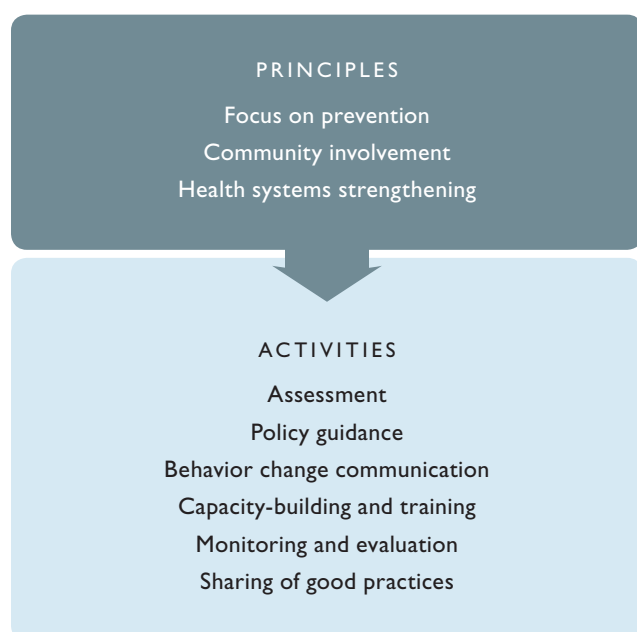 PRINCIPLES
Focus on prevention
Community involvement
Health systems strengthening
ACTIVITIES
Assessment
Policy guidance
Behavior change communication
Capacity-building and training
Monitoring and evaluation
Sharing of good practices